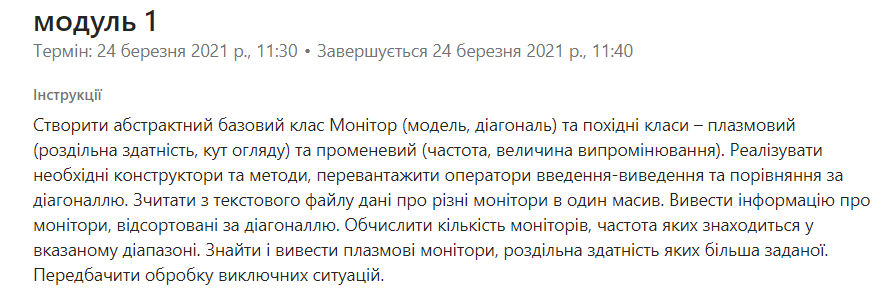 модуль 1
Термін: 24 березня 2021 р., 11:30 • Завершується 24 березня 2021 р., 11:40
Інструкції
Створити абстрактний базовий клас Монітор (модель, діагональ) та похідні класи – плазмовий
(роздільна здатність, кут огляду) та променевий (частота, величина випромінювання). Реалізувати
необхідні конструктори та методи, перевантажити оператори введення-виведення та порівняння за
діагоналлю. Зчитати з текстового файлу дані про різні монітори в один масив. Вивести інформацію про
монітори, відсортовані за діагоналлю. Обчислити кількість моніторів, частота яких знаходиться у
вказаному діапазоні. Знайти і вивести плазмові монітори, роздільна здатність яких більша заданої.
Передбачити обробку виключних ситуацій.